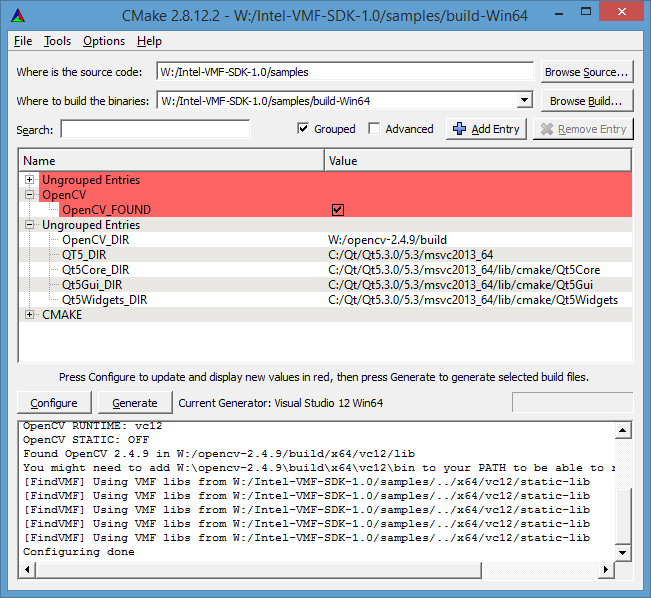 CMake 2.8.12.2 - W:/Intel-VMF-SDK-1.0/samples/build-Win64
File Tools Options Help
Where is the source code: W:/Intel-VMF-SDK-1.0/samples Browse Source...
Where to build the binaries: W:/Intel-VMF-SDK-1.0/samples/build-Win64 Browse Build...
Search: Grouped Advanced Add Entry Remove Entry
Name Value
Ungrouped Entries
OpenCV
OpenCV_FOUND
Ungrouped Entries
OpenCV_DIR W:/opencv-2.4.9/build
QT5_DIR C:/Qt/Qt5.3.0/5.3/msvc2013_64
Qt5Core_DIR C:/Qt/Qt5.3.0/5.3/msvc2013_64/lib/cmake/Qt5Core
Qt5Gui_DIR C:/Qt/Qt5.3.0/5.3/msvc2013_64/lib/cmake/Qt5Gui
Qt5Widgets_DIR C:/Qt/Qt5.3.0/5.3/msvc2013_64/lib/cmake/Qt5Widgets
CMAKE
Press Configure to update and display new values in red, then press Generate to generate selected build files.
Configure Generate Current Generator: Visual Studio 12 Win64
OpenCV RUNTIME: vc12
OpenCV STATIC: OFF
Found OpenCV 2.4.9 in W:/opencv-2.4.9/build/x64/vc12/lib
You might need to add W:\opencv-2.4.9\build\x64\vc12\bin to your PATH to be able to r
[FindVMF] Using VMF libs from W:/Intel-VMF-SDK-1.0/samples/../x64/vc12/static-lib
[FindVMF] Using VMF libs from W:/Intel-VMF-SDK-1.0/samples/../x64/vc12/static-lib
[FindVMF] Using VMF libs from W:/Intel-VMF-SDK-1.0/samples/../x64/vc12/static-lib
[FindVMF] Using VMF libs from W:/Intel-VMF-SDK-1.0/samples/../x64/vc12/static-lib
[FindVMF] Using VMF libs from W:/Intel-VMF-SDK-1.0/samples/../x64/vc12/static-lib
Configuring done